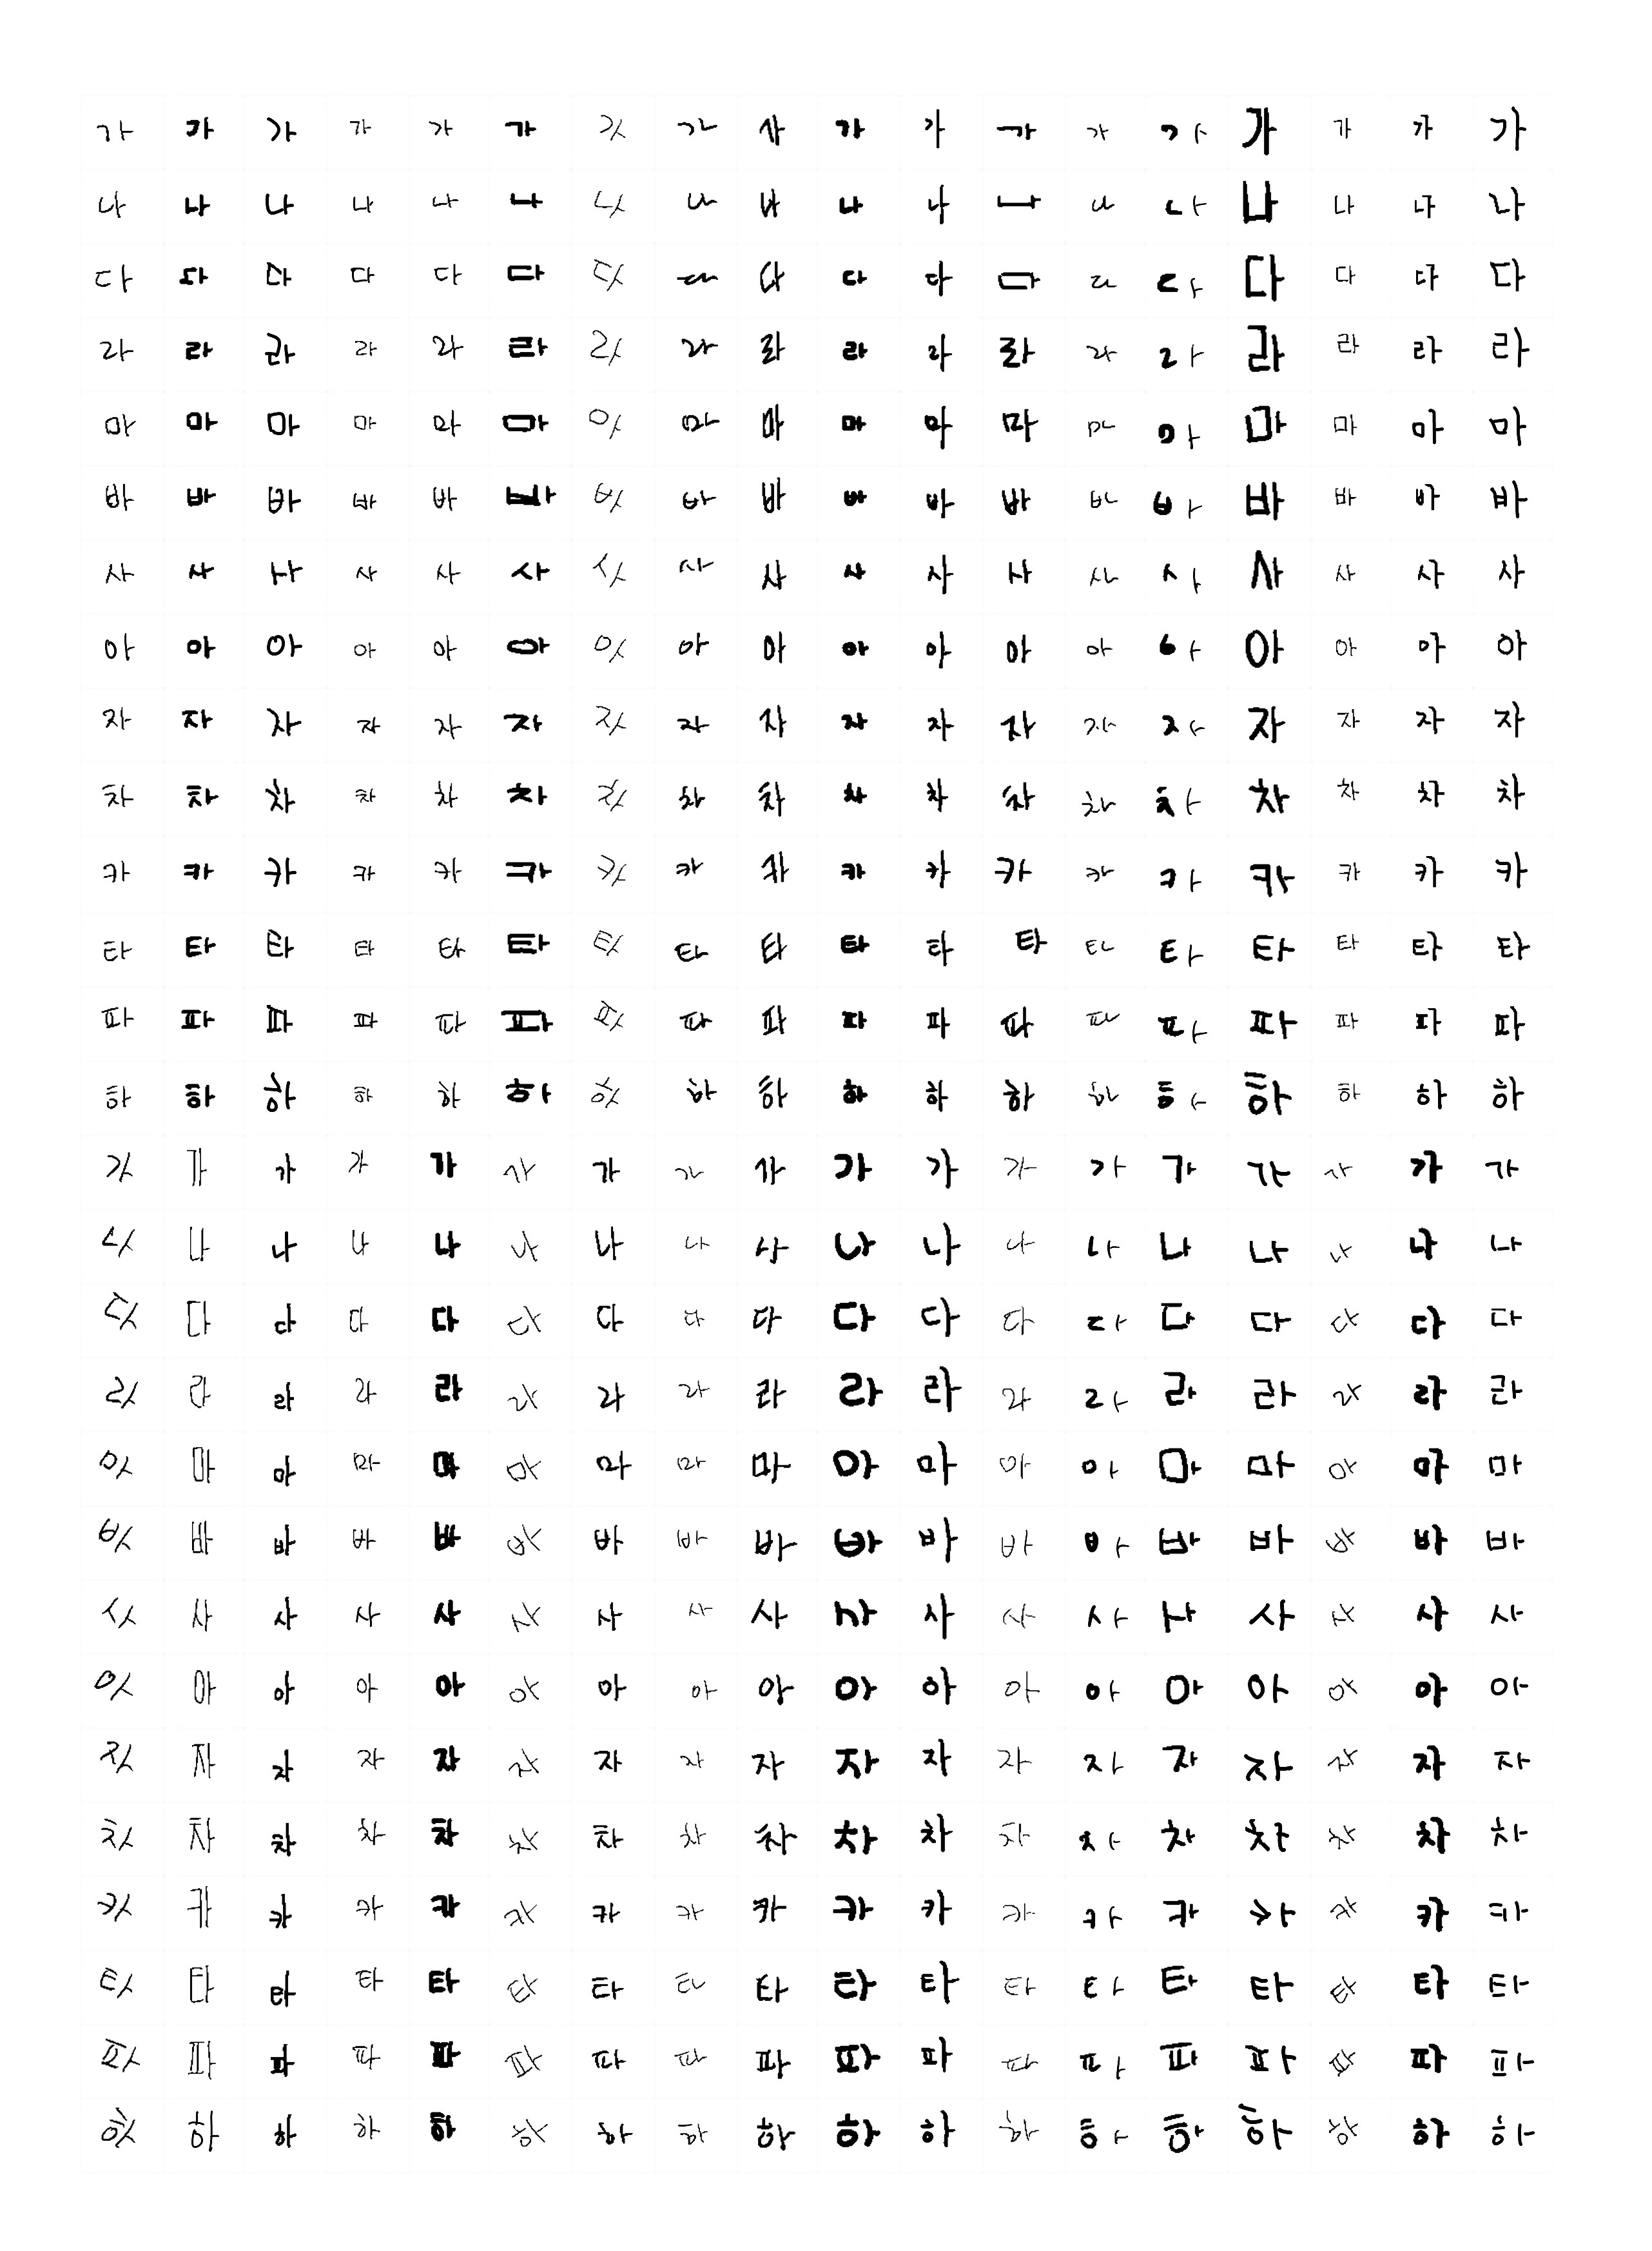 가 가 가 가 가 가 가 가 가 가 가 가 가 가 가 가 가 가
나 나 나 나 나 나 나 나 나 나 나 나 나 나 나 나 나 나
다 다 다 다 다 다 다 다 다 다 다 다 다 다 다 다 다 다
라 라 라 라 라 라 라 라 라 라 라 라 라 라 라 라 라 라
마 마 마 마 마 마 마 마 마 마 마 마 마 마 마 마 마 마
바 바 바 바 바 바 바 바 바 바 바 바 바 바 바 바 바 바
사 사 사 사 사 사 사 사 사 사 사 사 사 사 사 사 사 사
아 아 아 아 아 아 아 아 아 아 아 아 아 아 아 아 아 아
자 자 자 자 자 자 자 자 자 자 자 자 자 자 자 자 자 자
차 차 차 차 차 차 차 차 차 차 차 차 차 차 차 차 차 차
카 카 카 카 카 카 카 카 카 카 카 카 카 카 카 카 카 카
타 타 타 타 타 타 타 타 타 타 타 타 타 타 타 타 타 타
파 파 파 파 파 파 파 파 파 파 파 파 파 파 파 파 파 파
하 하 하 하 하 하 하 하 하 하 하 하 하 하 하 하 하 하
가 가 가 가 가 가 가 가 가 가 가 가 가 가 가 가 가 가
나 나 나 나 나 나 나 나 나 나 나 나 나 나 나 나 나 나
다 다 다 다 다 다 다 다 다 다 다 다 다 다 다 다 다 다
라 라 라 라 라 라 라 라 라 라 라 라 라 라 라 라 라 라
마 마 마 마 마 마 마 마 마 마 마 마 마 마 마 마 마 마
바 바 바 바 바 바 바 바 바 바 바 바 바 바 바 바 바 바
사 사 사 사 사 사 사 사 사 사 사 사 사 사 사 사 사 사
아 아 아 아 아 아 아 아 아 아 아 아 아 아 아 아 아 아
자 자 자 자 자 자 자 자 자 자 자 자 자 자 자 자 자 자
차 차 차 차 차 차 차 차 차 차 차 차 차 차 차 차 차 차
카 카 카 카 카 카 카 카 카 카 카 카 카 카 카 카 카 카
타 타 타 타 타 타 타 타 타 타 타 타 타 타 타 타 타 타
파 파 파 파 파 파 파 파 파 파 파 파 파 파 파 파 파 파
하 하 하 하 하 하 하 하 하 하 하 하 하 하 하 하 하 하